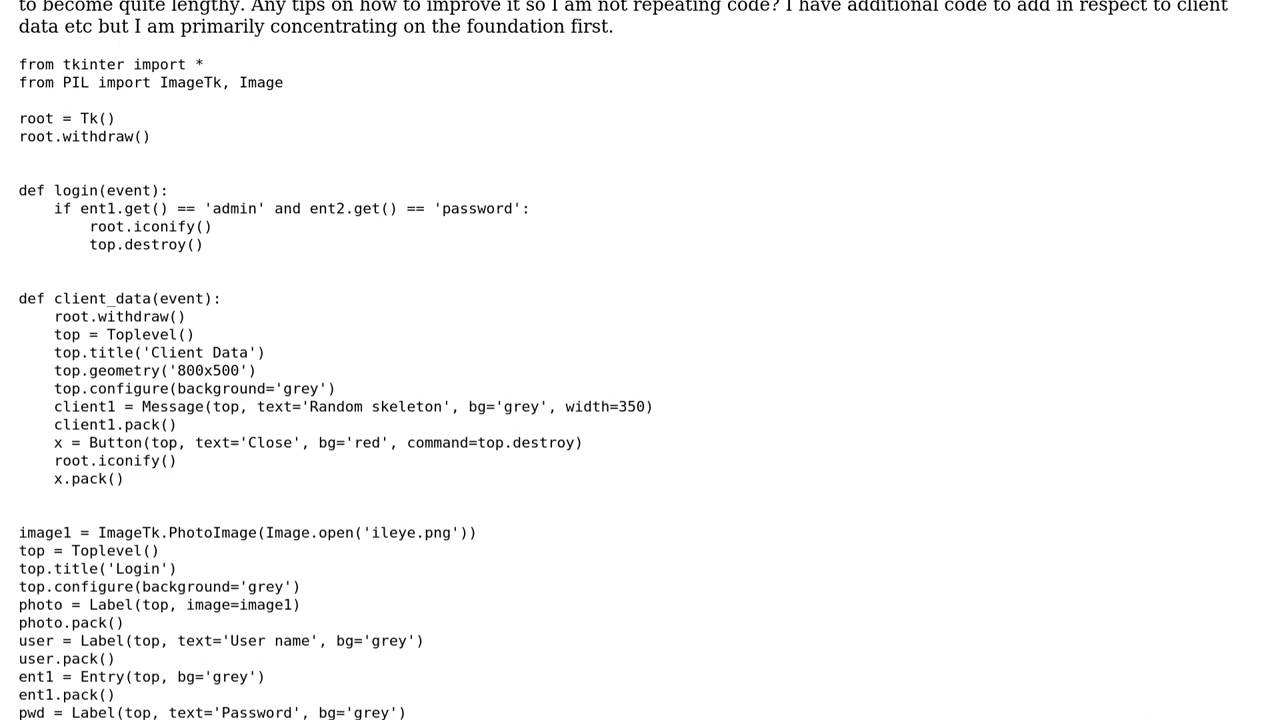 to become quite lengthy. Any tips on how to improve it so I am not repeating code? I have additional code to add in respect to client
data etc but I am primarily concentrating on the foundation first.
from tkinter import *
from PIL import ImageTk, Image
root = Tk()
root.withdraw()
def login(event):
    if ent1.get() == 'admin' and ent2.get() == 'password':
        root.iconify()
        top.destroy()
def client_data(event):
    root.withdraw()
    top = Toplevel()
    top.title('Client Data')
    top.geometry('800x500')
    top.configure(background='grey')
    client1 = Message(top, text='Random skeleton', bg='grey', width=350)
    client1.pack()
    x = Button(top, text='Close', bg='red', command=top.destroy)
    root.iconify()
    x.pack()
image1 = ImageTk.PhotoImage(Image.open('ileye.png'))
top = Toplevel()
top.title('Login')
top.configure(background='grey')
photo = Label(top, image=image1)
photo.pack()
user = Label(top, text='User name', bg='grey')
user.pack()
ent1 = Entry(top, bg='grey')
ent1.pack()
pwd = Label(top, text='Password', bg='grey')